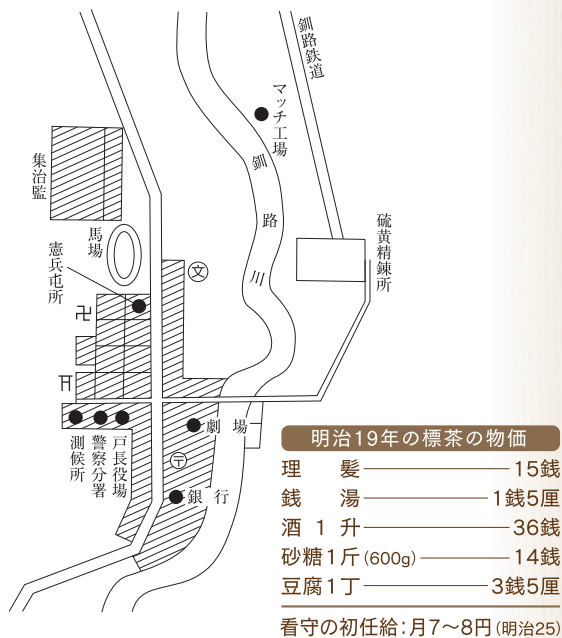 釧路鉄道
マッチ工場
釧路川
集治監
馬場
憲兵屯所
硫黄精錬所
文
卍
劇場
〒
測候所
警察分署
戸長役場
銀行
明治19年の標茶の物価
理髪 15銭
銭湯 1銭5厘
酒1升 36銭
砂糖1斤(600g) 14銭
豆腐1丁 3銭5厘
看守の初任給:月7〜8円(明治25)